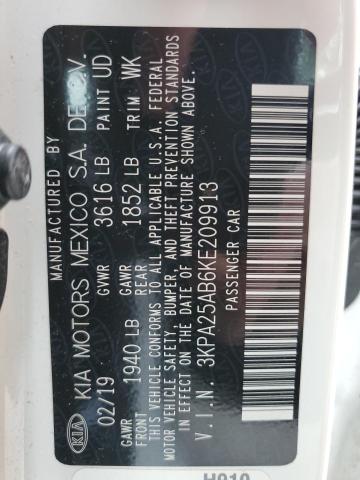 KIA
MANUFACTURED BY
KIA MOTORS MEXICO S.A. DE C.V.
02/19 GVWR 3616 LB PAINT UD
GAWR FRONT 1940 LB GAWR REAR 1852 LB TRIM WK
THIS VEHICLE CONFORMS TO ALL APPLICABLE U.S.A. FEDERAL
MOTOR VEHICLE SAFETY, BUMPER, AND THEFT PREVENTION STANDARDS
IN EFFECT ON THE DATE OF MANUFACTURE SHOWN ABOVE.
V.I.N. 3KPA25AB8KE209913
PASSENGER CAR
H010